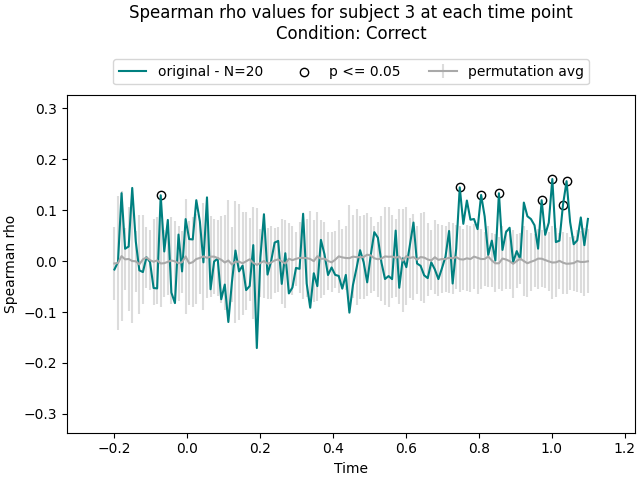 Spearman rho values for subject 3 at each time point
Condition: Correct
original - N=20 p <= 0.05 permutation avg
0.3
0.2
0.1
0.0
−0.1
−0.2
−0.3
Spearman rho
−0.2 0.0 0.2 0.4 0.6 0.8 1.0 1.2
Time